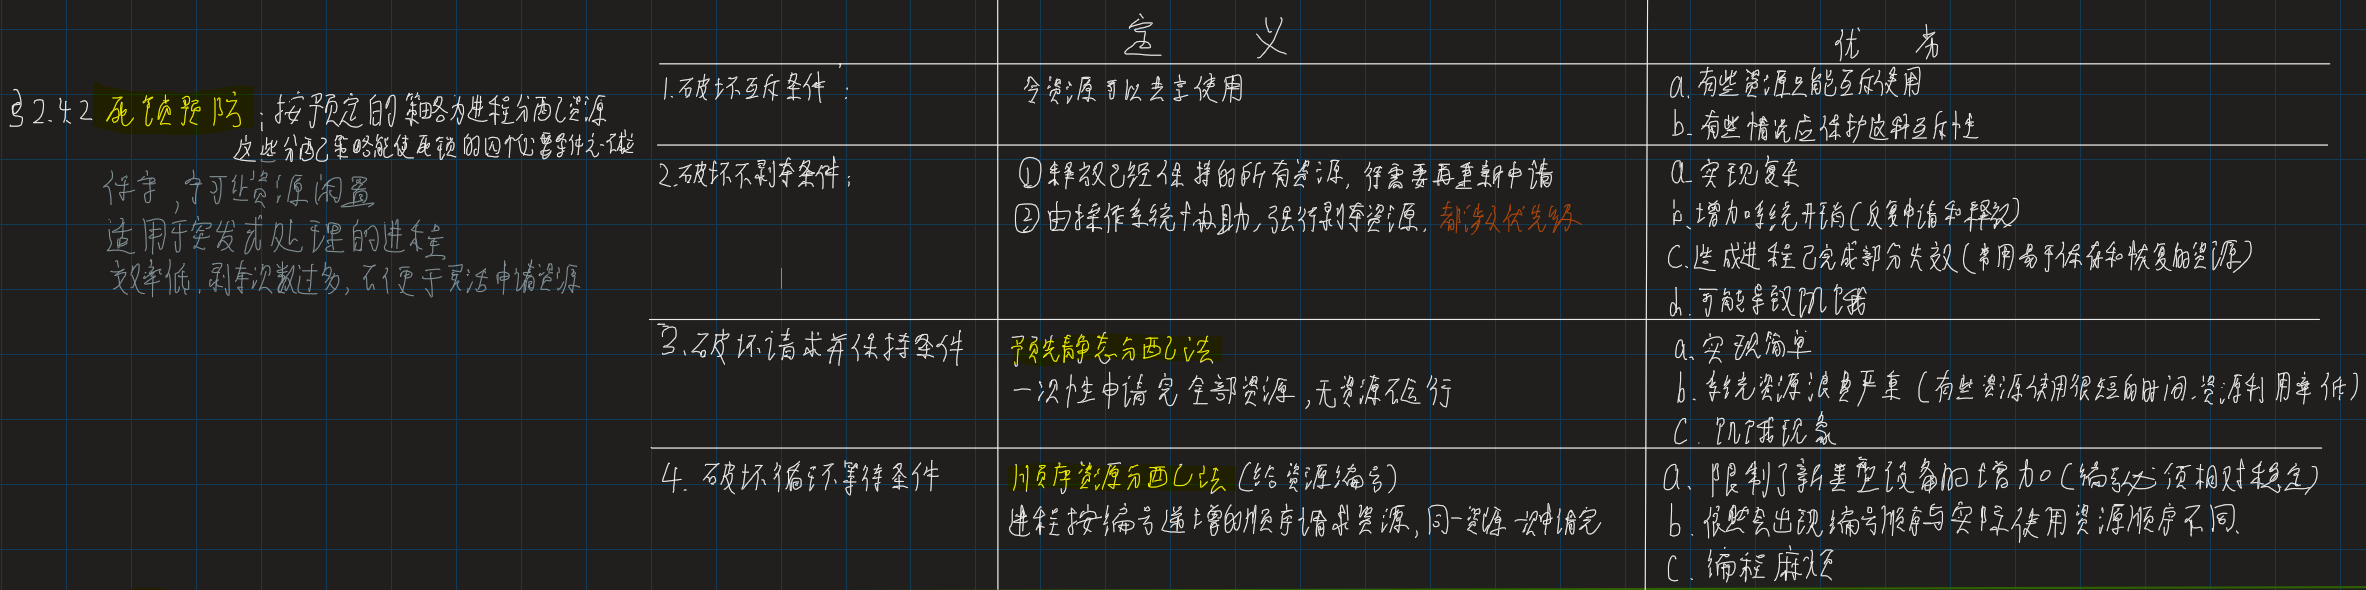 §2.4.2 死锁预防：按预定的策略为进程分配资源
这些分配策略能使死锁的四个必要条件之一不成立
保守，宁可让资源闲置
适用于突发式处理的进程
效率低，剥夺次数过多，不便于灵活申请资源
定 义
优 劣
1.破坏互斥条件：
令资源可以共享使用
a.有些资源只能互斥使用
b.有些情况应保护这种互斥性
2.破坏不剥夺条件：
①释放已经保持的所有资源，待需要再重新申请
②由操作系统协助，强行剥夺资源，都涉及优先级
a.实现复杂
b.增加系统开销(反复申请和释放)
c.造成进程已完成部分失效(常用易于保存和恢复的资源)
d.可能导致饥饿
3.破坏请求并保持条件
预先静态分配法
一次性申请完全部资源，无资源不运行
a.实现简单
b.系统资源浪费严重(有些资源使用很短的时间.资源利用率低)
c.饥饿现象
4.破坏循环等待条件
顺序资源分配法(给资源编号)
进程按编号递增的顺序请求资源，同一资源一次申请完
a.限制了新类型设备的增加。(编号必须相对稳定)
b.依然会出现编号顺序与实际使用资源顺序不同.
c.编程麻烦